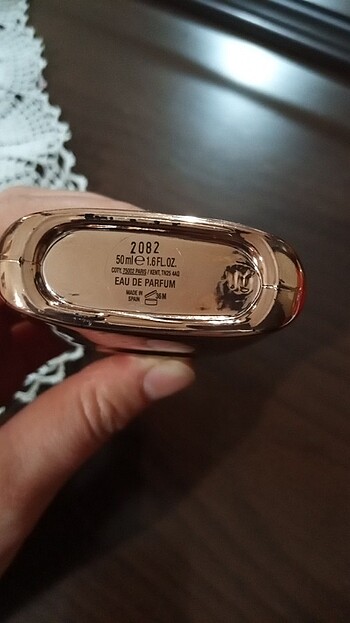 2082
50 ml ℮ 1.6 FL.OZ.
COTY, 75002 PARIS / KENT, TN25 4AQ
EAU DE PARFUM
MADE IN
SPAIN